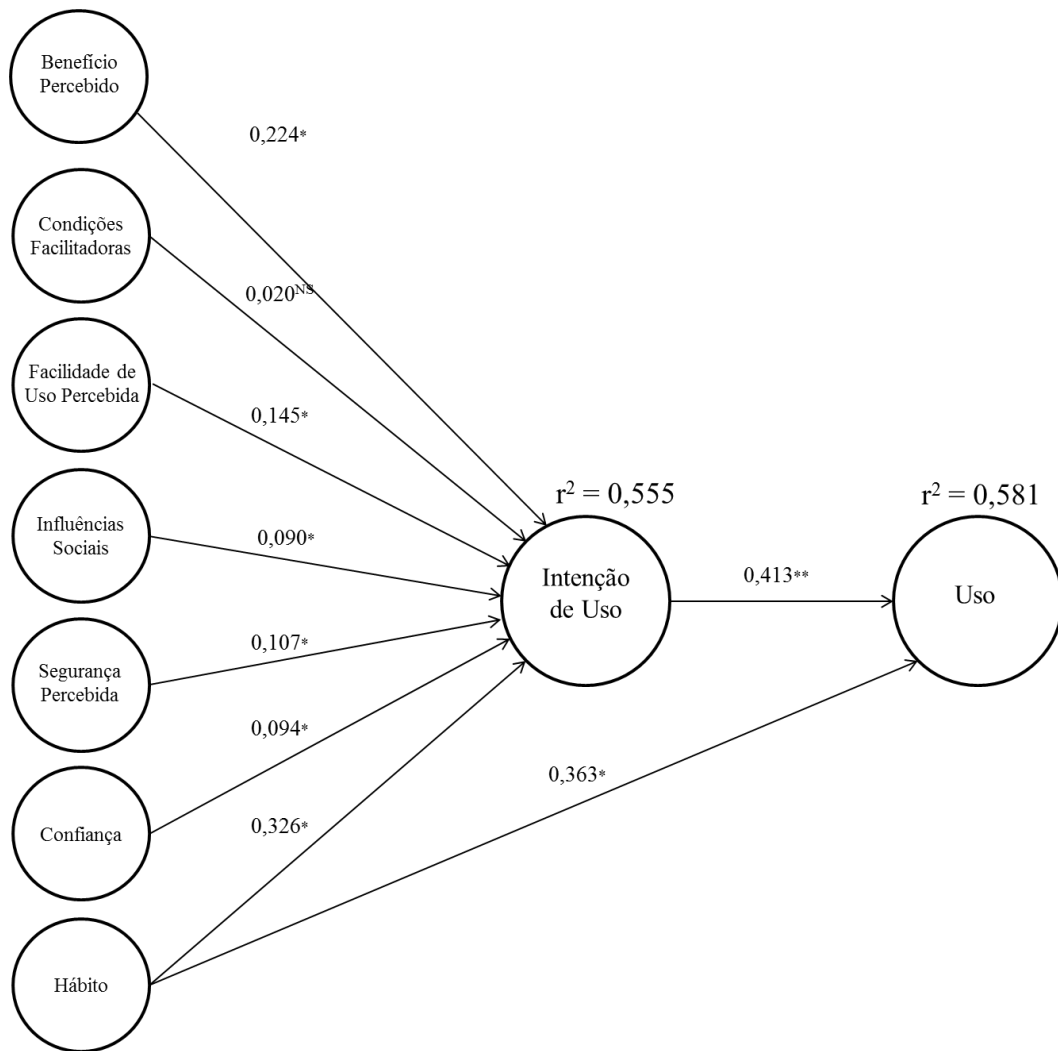 Benefício
Percebido
0,224*
Condições
Facilitadoras
0,020ᴺˢ
Facilidade de
Uso Percebida
0,145*
r² = 0,555
r² = 0,581
Influências
Sociais
0,090*
Intenção
de Uso
0,413**
Uso
Segurança
Percebida
0,107*
0,094*
0,363*
Confiança
0,326*
Hábito